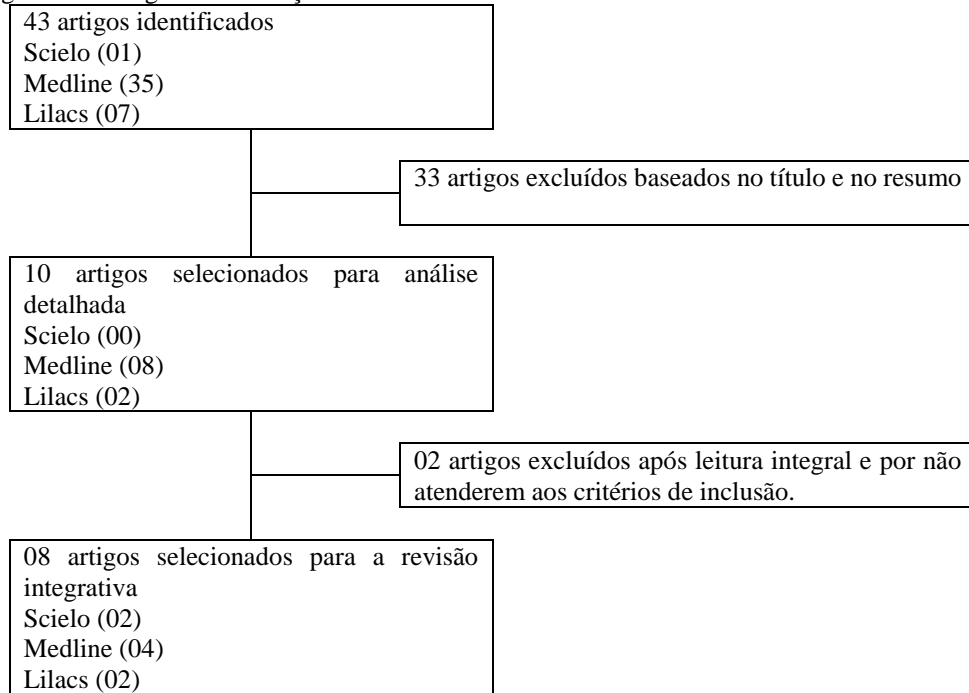 43 artigos identificados
Scielo (01)
Medline (35)
Lilacs (07)
33 artigos excluídos baseados no título e no resumo
10 artigos selecionados para análise
detalhada
Scielo (00)
Medline (08)
Lilacs (02)
02 artigos excluídos após leitura integral e por não
atenderem aos critérios de inclusão.
08 artigos selecionados para a revisão
integrativa
Scielo (02)
Medline (04)
Lilacs (02)